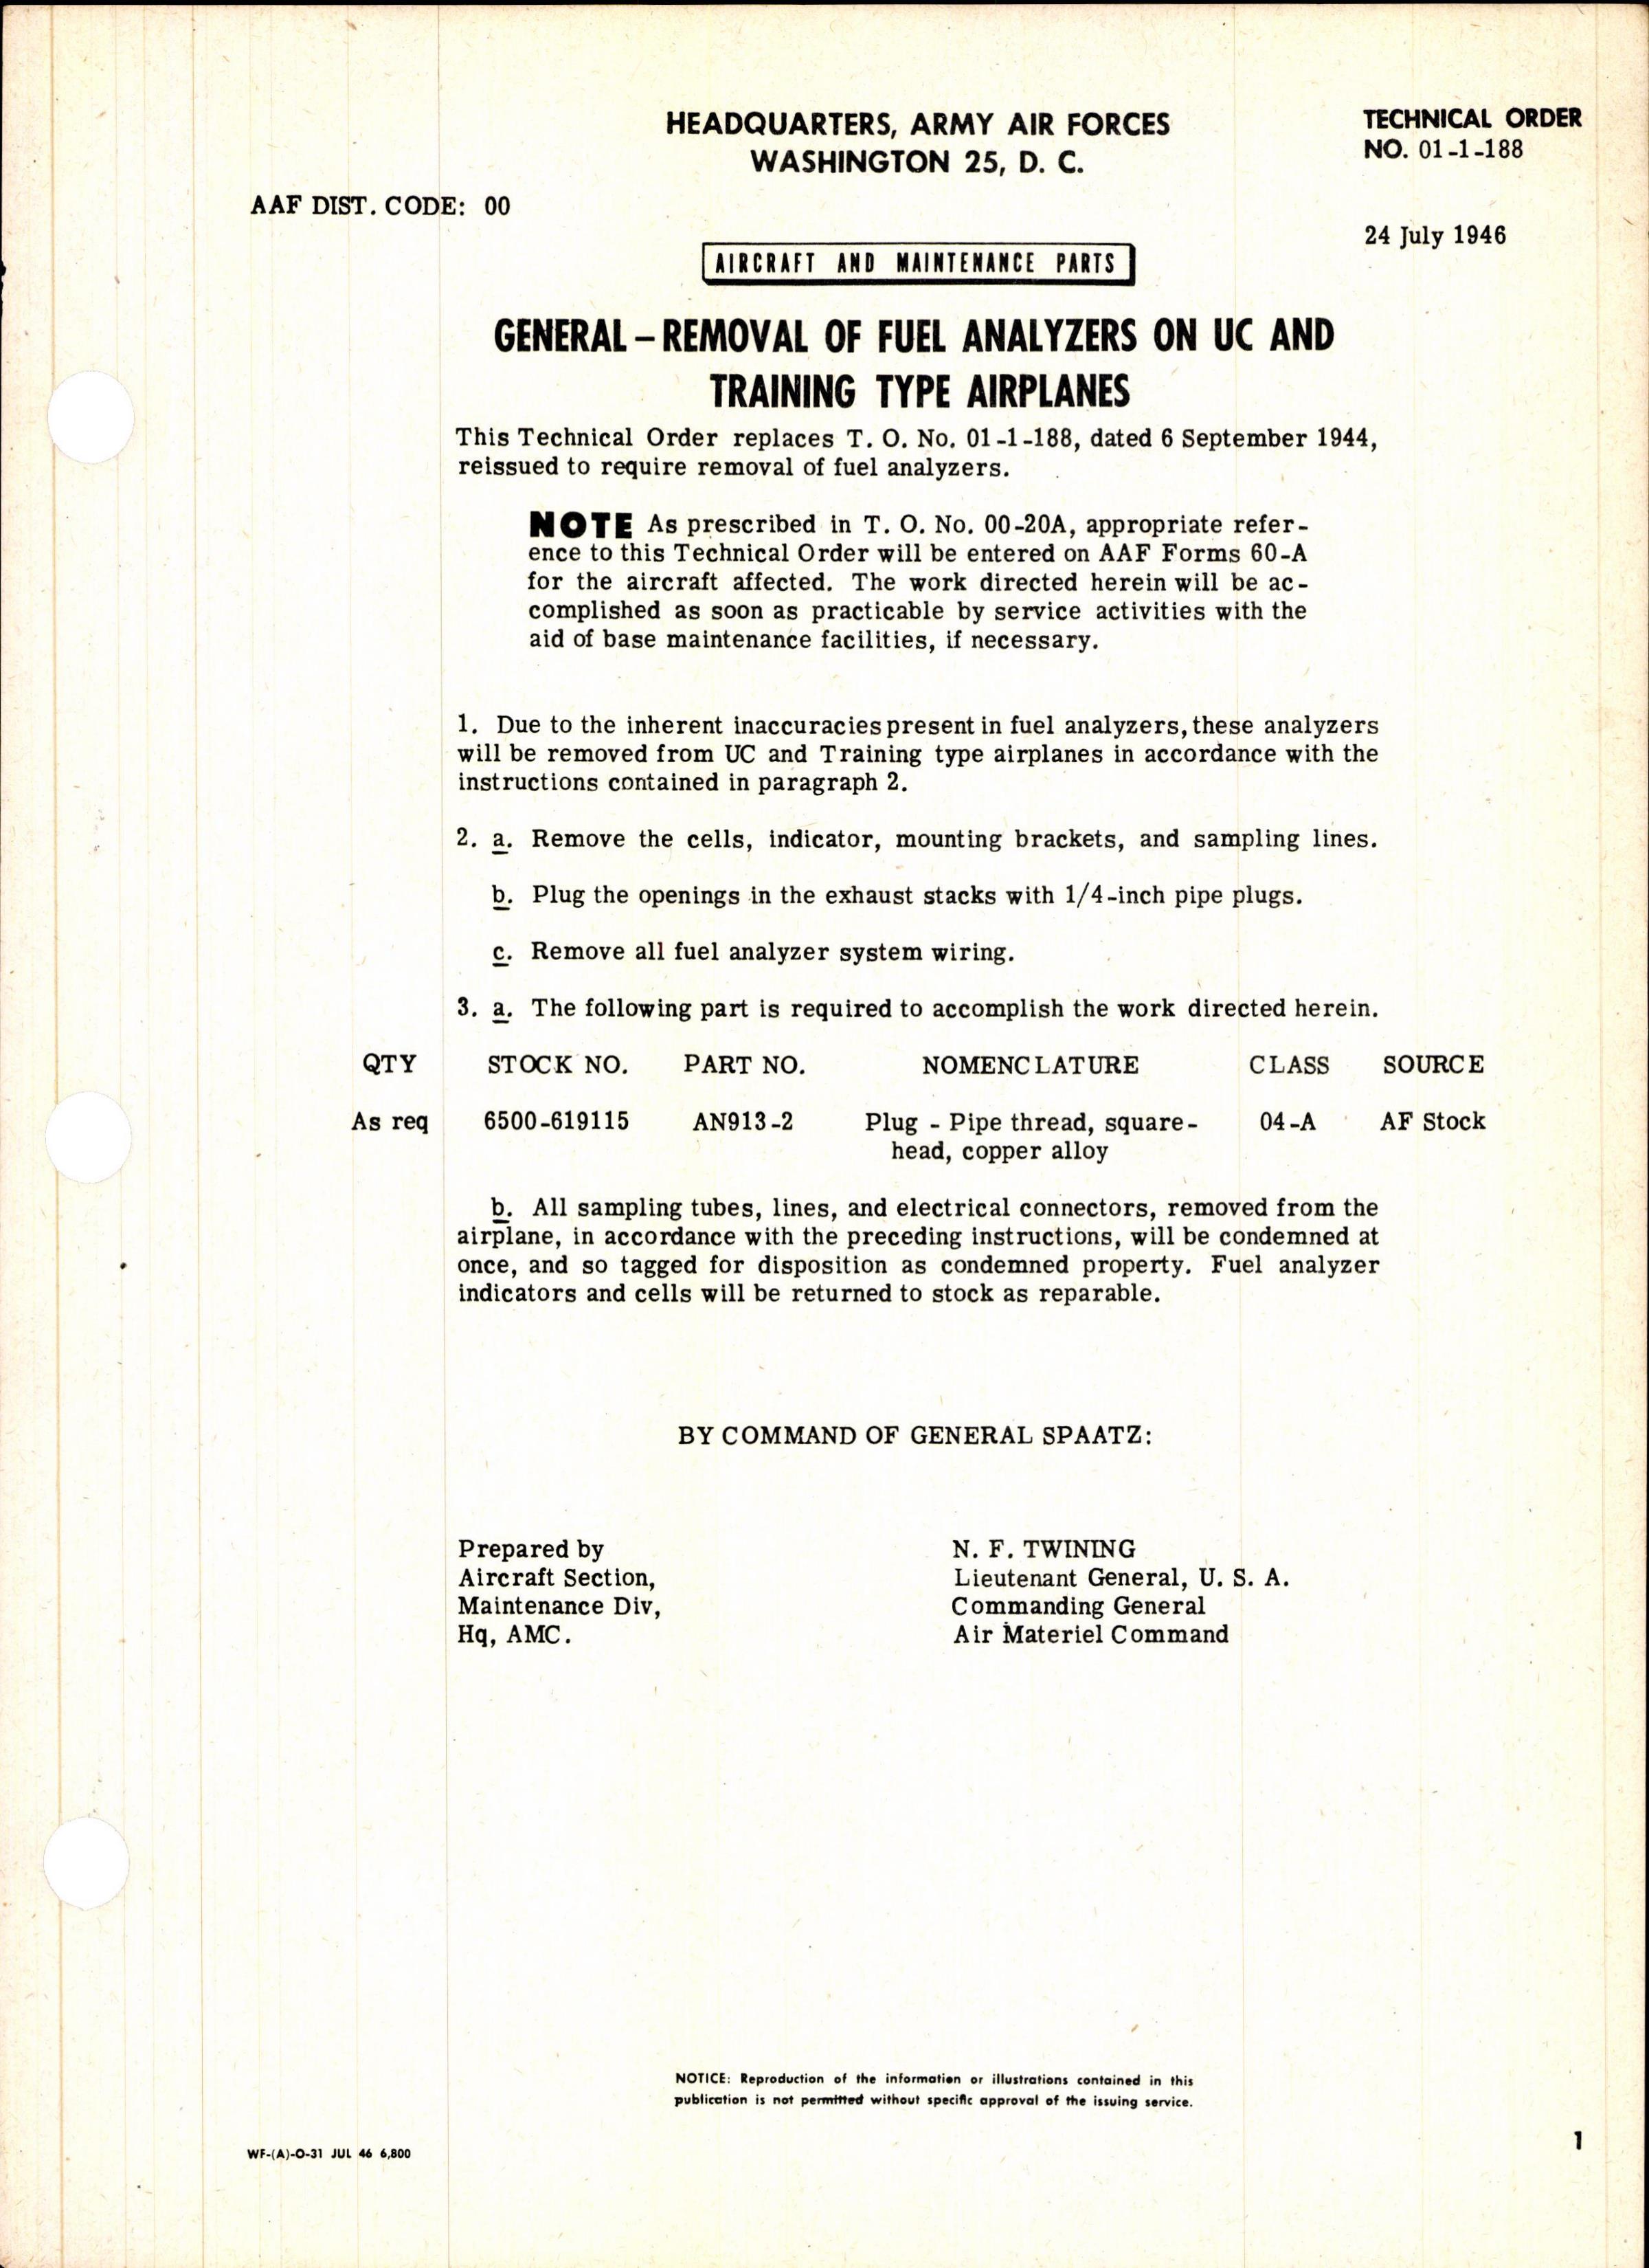 HEADQUARTERS, ARMY AIR FORCES
WASHINGTON 25, D. C.
TECHNICAL ORDER
NO. 01-1-188
AAF DIST. CODE: 00
24 July 1946
AIRCRAFT AND MAINTENANCE PARTS
GENERAL – REMOVAL OF FUEL ANALYZERS ON UC AND
TRAINING TYPE AIRPLANES
This Technical Order replaces T. O. No. 01-1-188, dated 6 September 1944,
reissued to require removal of fuel analyzers.
NOTE As prescribed in T. O. No. 00-20A, appropriate refer-
ence to this Technical Order will be entered on AAF Forms 60-A
for the aircraft affected. The work directed herein will be ac-
complished as soon as practicable by service activities with the
aid of base maintenance facilities, if necessary.
1. Due to the inherent inaccuracies present in fuel analyzers, these analyzers
will be removed from UC and Training type airplanes in accordance with the
instructions contained in paragraph 2.
2. a. Remove the cells, indicator, mounting brackets, and sampling lines.
b. Plug the openings in the exhaust stacks with 1/4-inch pipe plugs.
c. Remove all fuel analyzer system wiring.
3. a. The following part is required to accomplish the work directed herein.
QTY STOCK NO. PART NO. NOMENCLATURE CLASS SOURCE
As req 6500-619115 AN913-2 Plug - Pipe thread, square- 04-A AF Stock
head, copper alloy
b. All sampling tubes, lines, and electrical connectors, removed from the
airplane, in accordance with the preceding instructions, will be condemned at
once, and so tagged for disposition as condemned property. Fuel analyzer
indicators and cells will be returned to stock as reparable.
BY COMMAND OF GENERAL SPAATZ:
Prepared by
Aircraft Section,
Maintenance Div,
Hq, AMC.
N. F. TWINING
Lieutenant General, U. S. A.
Commanding General
Air Materiel Command
NOTICE: Reproduction of the information or illustrations contained in this
publication is not permitted without specific approval of the issuing service.
WF-(A)-O-31 JUL 46 6,800
1